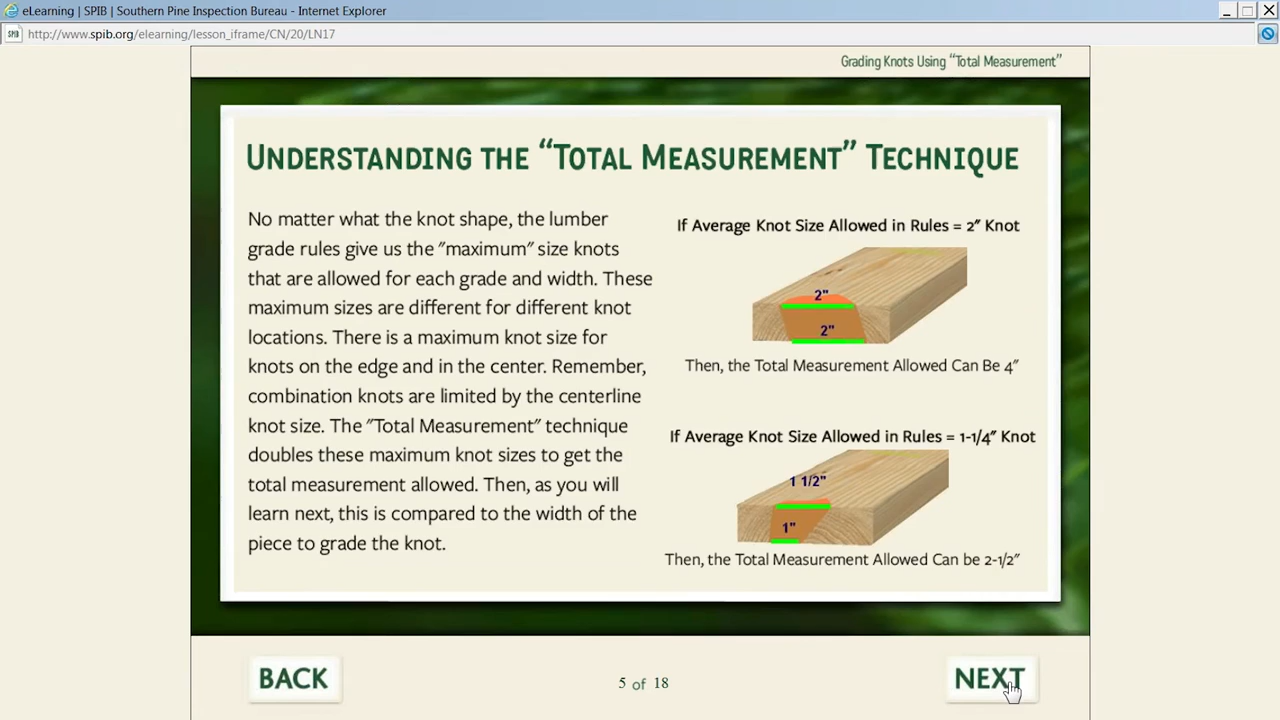 eLearning | SPIB | Southern Pine Inspection Bureau - Internet Explorer
SPIB http://www.spib.org/elearning/lesson_iframe/CN/20/LN17
Grading Knots Using “Total Measurement”
UNDERSTANDING THE “TOTAL MEASUREMENT” TECHNIQUE
No matter what the knot shape, the lumber
grade rules give us the "maximum" size knots
that are allowed for each grade and width. These
maximum sizes are different for different knot
locations. There is a maximum knot size for
knots on the edge and in the center. Remember,
combination knots are limited by the centerline
knot size. The "Total Measurement" technique
doubles these maximum knot sizes to get the
total measurement allowed. Then, as you will
learn next, this is compared to the width of the
piece to grade the knot.
If Average Knot Size Allowed in Rules = 2" Knot
2"
2"
Then, the Total Measurement Allowed Can Be 4"
If Average Knot Size Allowed in Rules = 1-1/4" Knot
1 1/2"
1"
Then, the Total Measurement Allowed Can be 2-1/2"
BACK
5 of 18
NEXT